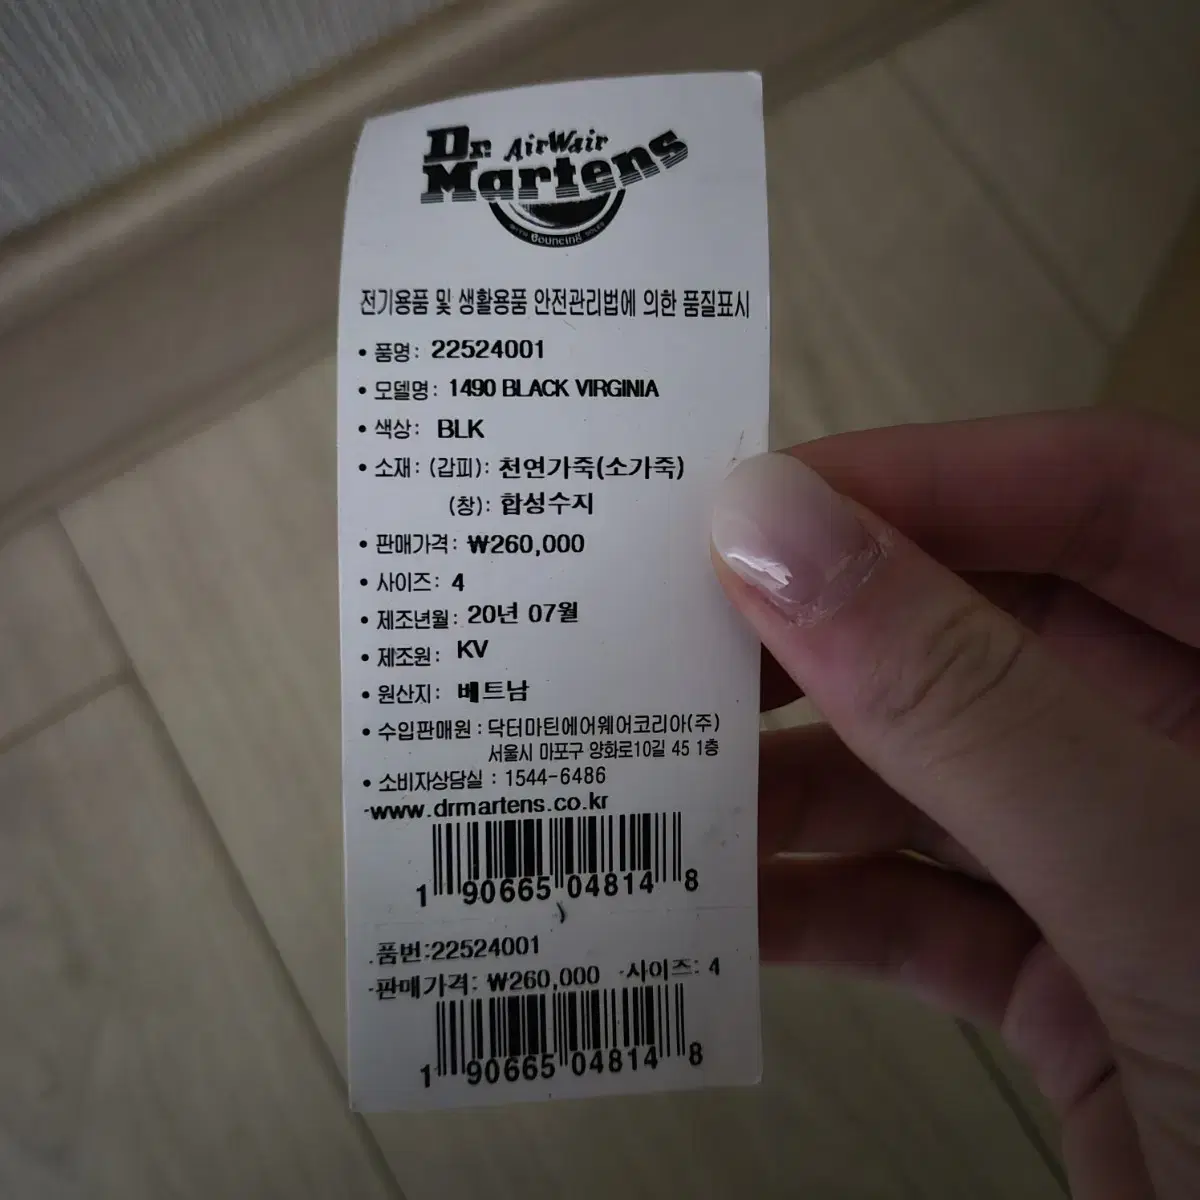 Dr. AirWair
Martens
WITH Bouncing SOLES
전기용품 및 생활용품 안전관리법에 의한 품질표시
• 품명: 22524001
• 모델명: 1490 BLACK VIRGINIA
• 색상: BLK
• 소재: (갑피): 천연가죽(소가죽)
(창): 합성수지
• 판매가격: ₩260,000
• 사이즈: 4
• 제조년월: 20년 07월
• 제조원: KV
• 원산지: 베트남
• 수입판매원 : 닥터마틴에어웨어코리아(주)
서울시 마포구 양화로10길 45 1층
• 소비자상담실 : 1544-6486
-www.drmartens.co.kr
1 90665 04814 8
.품번:22524001
-판매가격: ₩260,000 -사이즈: 4
1 90665 04814 8